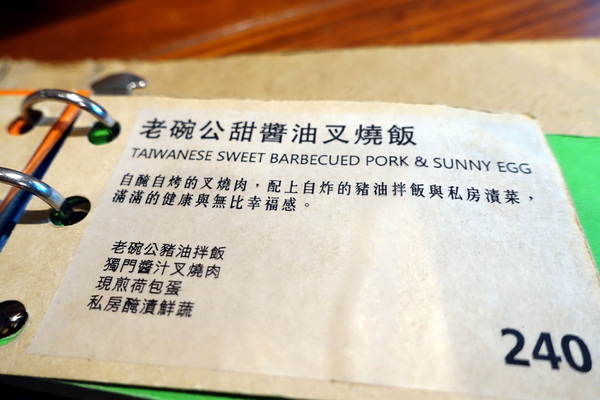 老碗公甜醬油叉燒飯
TAIWANESE SWEET BARBECUED PORK & SUNNY EGG
自醃自烤的叉燒肉，配上自炸的豬油拌飯與私房漬菜，
滿滿的健康與無比幸福感。
老碗公豬油拌飯
獨門醬汁叉燒肉
現煎荷包蛋
私房醃漬鮮蔬
240